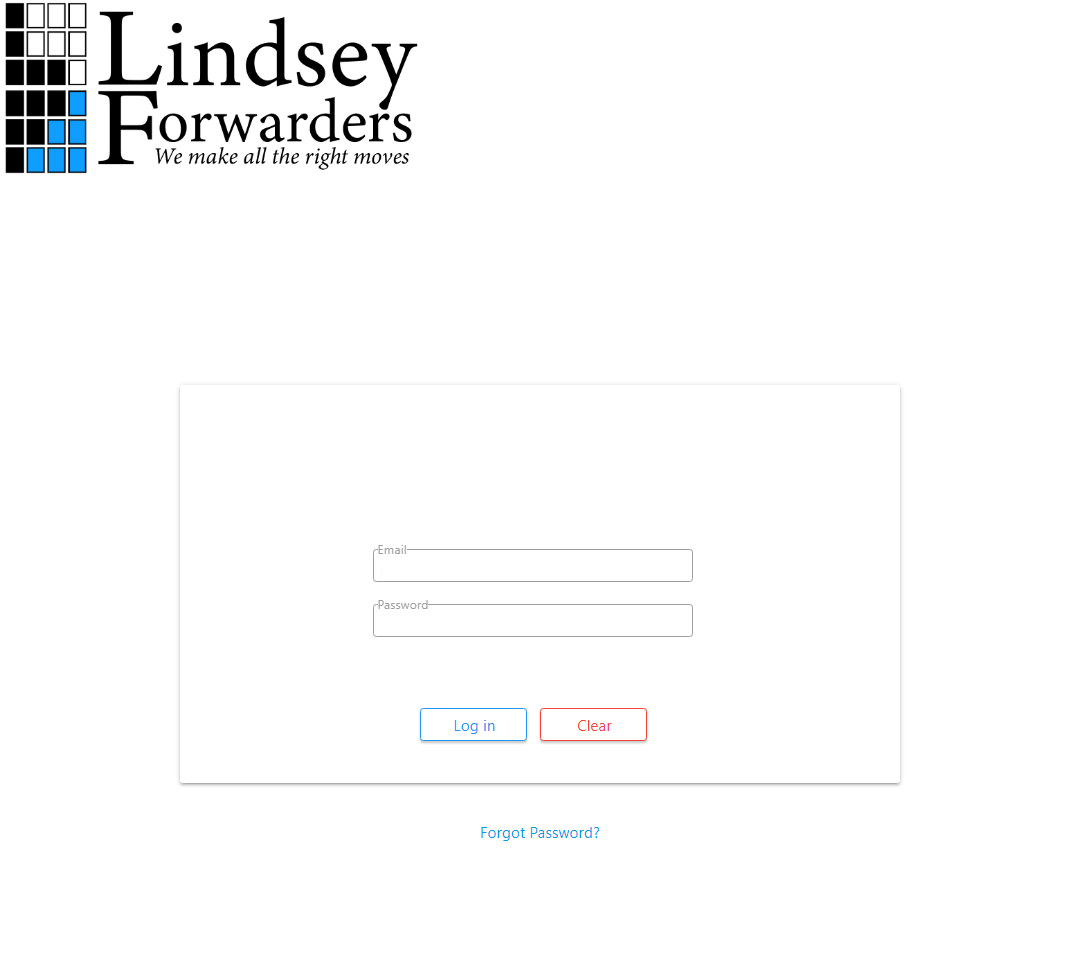 Lindsey
Forwarders
We make all the right moves
Email
Password
Log in
Clear
Forgot Password?